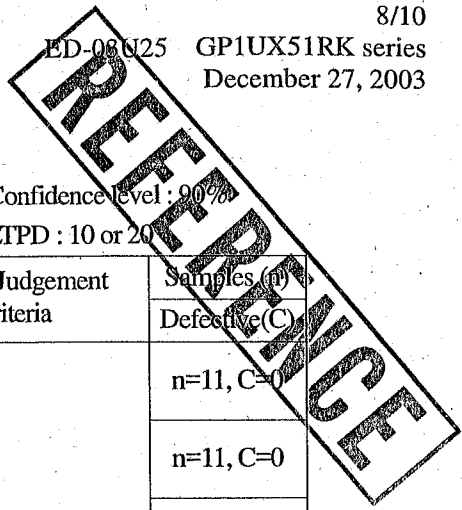 8/10
ED-03U25 GP1UX51RK series
December 27, 2003
REFERENCE
Confidence level : 90%
LTPD : 10 or 20
Judgement Samples (n)
criteria Defective(C)
n=11, C=0
n=11, C=0